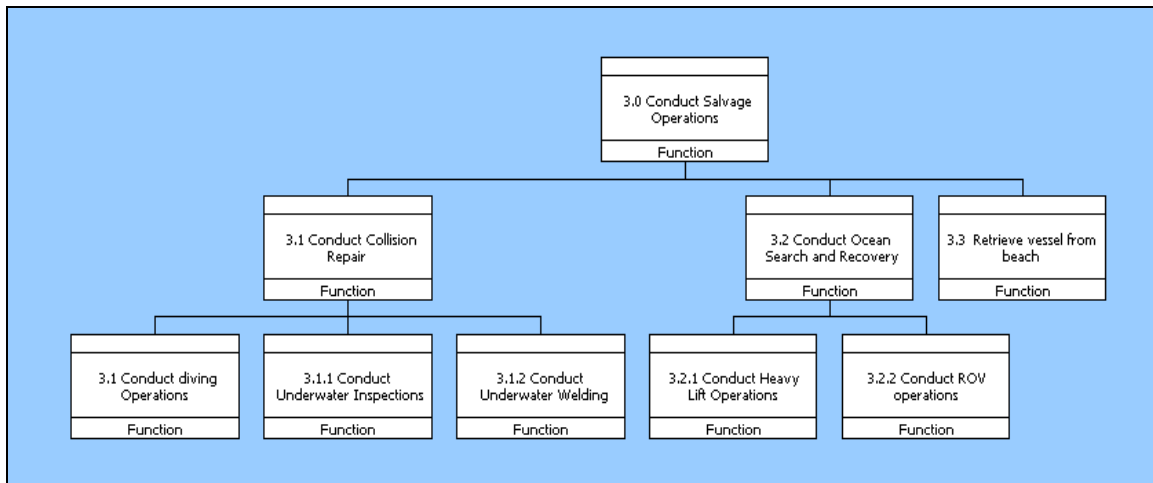 3.0 Conduct Salvage
Operations
Function
3.1 Conduct Collision
Repair
Function
3.2 Conduct Ocean
Search and Recovery
Function
3.3 Retrieve vessel from
beach
Function
3.1 Conduct diving
Operations
Function
3.1.1 Conduct
Underwater Inspections
Function
3.1.2 Conduct
Underwater Welding
Function
3.2.1 Conduct Heavy
Lift Operations
Function
3.2.2 Conduct ROV
operations
Function